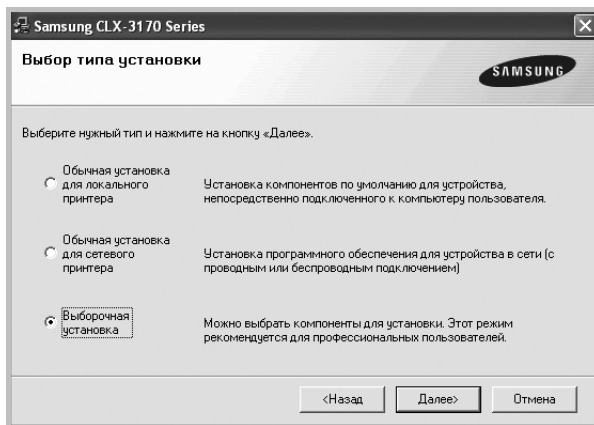 Samsung CLX-3170 Series
Выбор типа установки
SAMSUNG
Выберите нужный тип и нажмите на кнопку «Далее».
Обычная установка
для локального
принтера
Установка компонентов по умолчанию для устройства,
непосредственно подключенного к компьютеру пользователя.
Обычная установка
для сетевого
принтера
Установка программного обеспечения для устройства в сети (с
проводным или беспроводным подключением)
Выборочная
установка
Можно выбрать компоненты для установки. Этот режим
рекомендуется для профессиональных пользователей.
<Назад
Далее>
Отмена